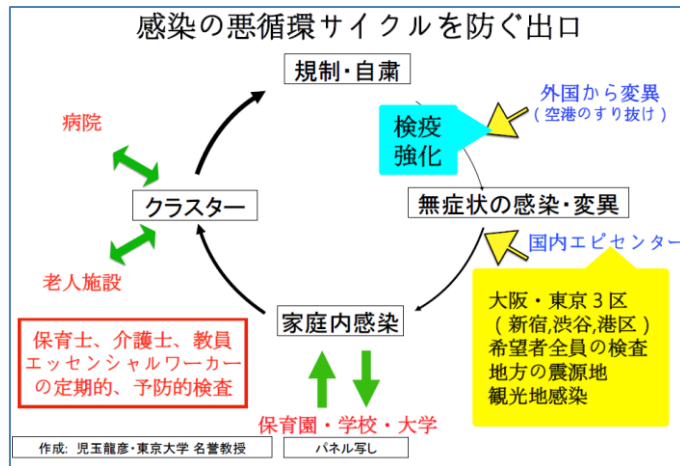 感染の悪循環サイクルを防ぐ出口
規制・自粛
外国から変異
(空港のすり抜け)
検疫
強化
病院
クラスター
無症状の感染・変異
国内エピセンター
老人施設
大阪・東京3区
(新宿,渋谷,港区)
希望者全員の検査
地方の震源地
観光地感染
家庭内感染
保育士、介護士、教員
エッセンシャルワーカー
の定期的、予防的検査
保育園・学校・大学
作成: 児玉龍彦・東京大学 名誉教授
パネル写し